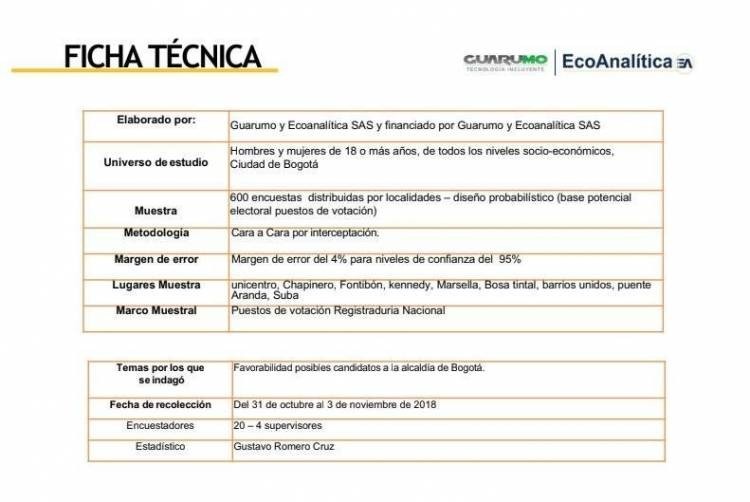 FICHA TÉCNICA
GUARUMO
TECNOLOGÍA INCLUYENTE
EcoAnalítica EA
Elaborado por:
Guarumo y Ecoanalítica SAS y financiado por Guarumo y Ecoanalítica SAS
Universo de estudio
Hombres y mujeres de 18 o más años, de todos los niveles socio-económicos,
Ciudad de Bogotá
Muestra
600 encuestas distribuidas por localidades – diseño probabilístico (base potencial
electoral puestos de votación)
Metodología
Cara a Cara por interceptación.
Margen de error
Margen de error del 4% para niveles de confianza del 95%
Lugares Muestra
unicentro, Chapinero, Fontibón, kennedy, Marsella, Bosa tintal, barrios unidos, puente
Aranda, Suba
Marco Muestral
Puestos de votación Registraduria Nacional
Temas por los que
se indagó
Favorabilidad posibles candidatos a la alcaldía de Bogotá.
Fecha de recolección
Del 31 de octubre al 3 de noviembre de 2018
Encuestadores
20 – 4 supervisores
Estadístico
Gustavo Romero Cruz